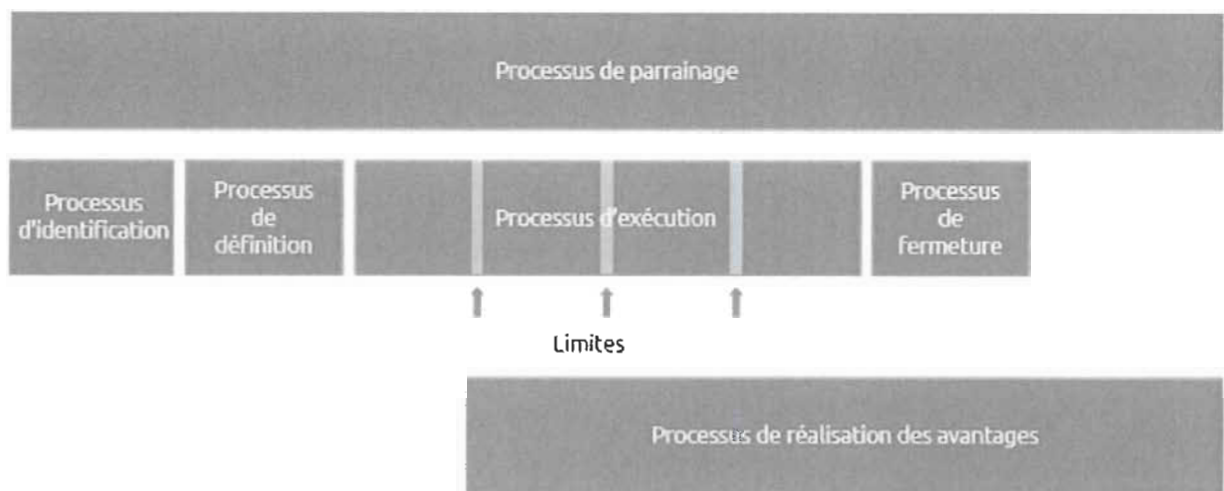 Processus de parrainage
Processus
d'identification
Processus
de
définition
Processus d'exécution
Processus
de
fermeture
Limites
Processus de réalisation des avantages